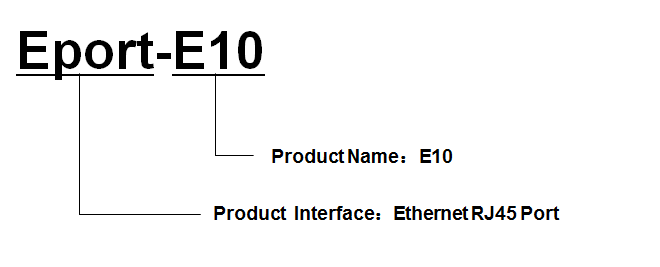 Eport-E10
Product Name：E10
Product Interface：Ethernet RJ45 Port